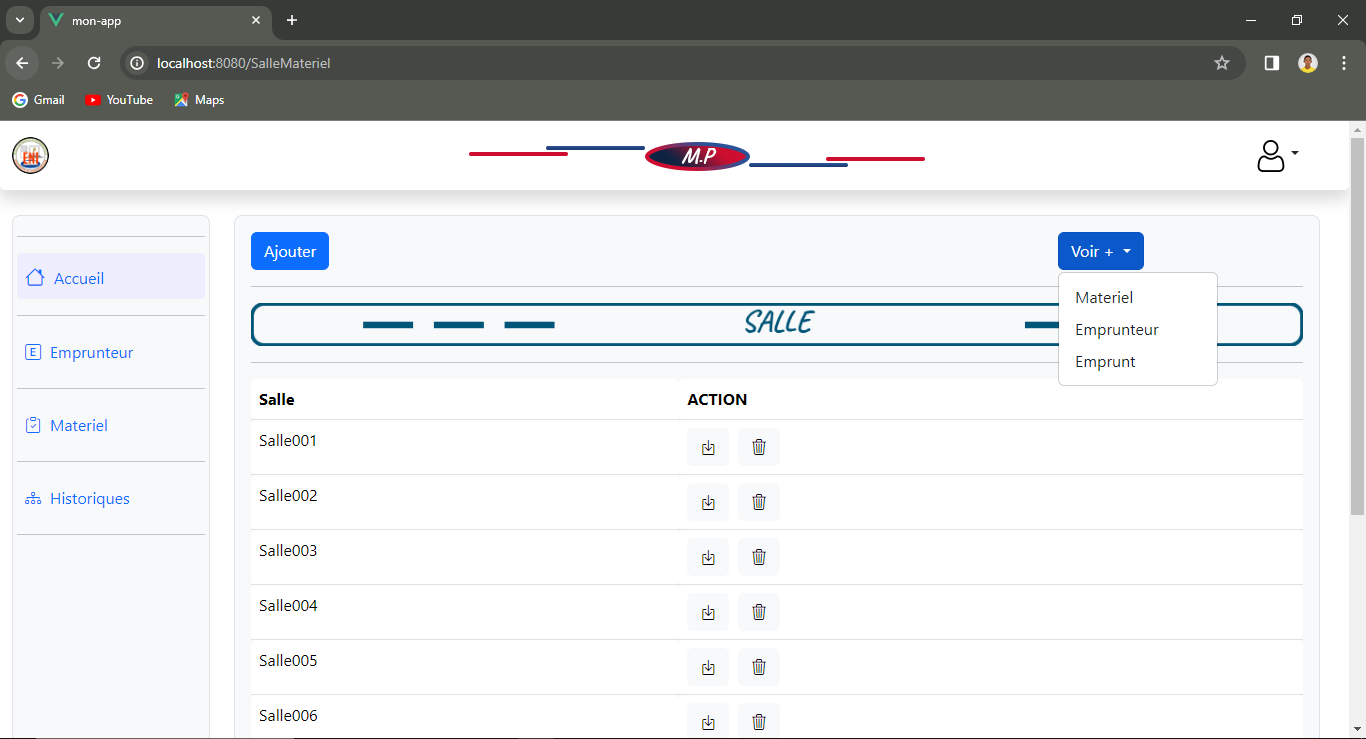 mon-app
localhost:8080/SalleMateriel
Gmail YouTube Maps
ENI
M.P
Accueil
Emprunteur
Materiel
Historiques
Ajouter
Voir +
Materiel
Emprunteur
Emprunt
SALLE
Salle ACTION
Salle001
Salle002
Salle003
Salle004
Salle005
Salle006